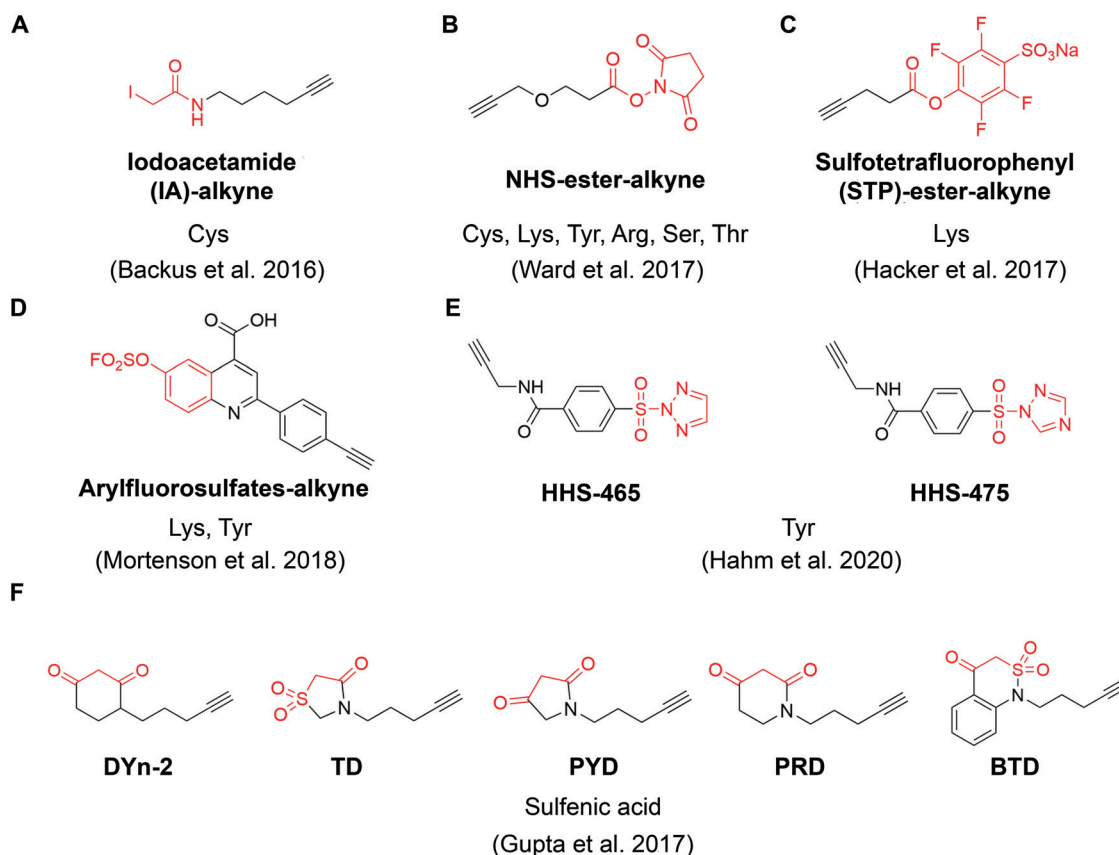 A
I
O
N
H
Iodoacetamide
(IA)-alkyne
Cys
(Backus et al. 2016)
B
O
O
O
N
O
O
NHS-ester-alkyne
Cys, Lys, Tyr, Arg, Ser, Thr
(Ward et al. 2017)
C
F
SO3Na
O
F
O
F
F
Sulfotetrafluorophenyl
(STP)-ester-alkyne
Lys
(Hacker et al. 2017)
D
O
OH
FO2SO
N
Arylfluorosulfates-alkyne
Lys, Tyr
(Mortenson et al. 2018)
E
NH
O
O
S
O
N
N
N
HHS-465
NH
O
O
S
O
N
N
N
HHS-475
Tyr
(Hahm et al. 2020)
F
O
O
DYn-2
O
O
S
O
N
TD
O
O
N
PYD
O
O
N
PRD
O
O
S
O
N
BTD
Sulfenic acid
(Gupta et al. 2017)